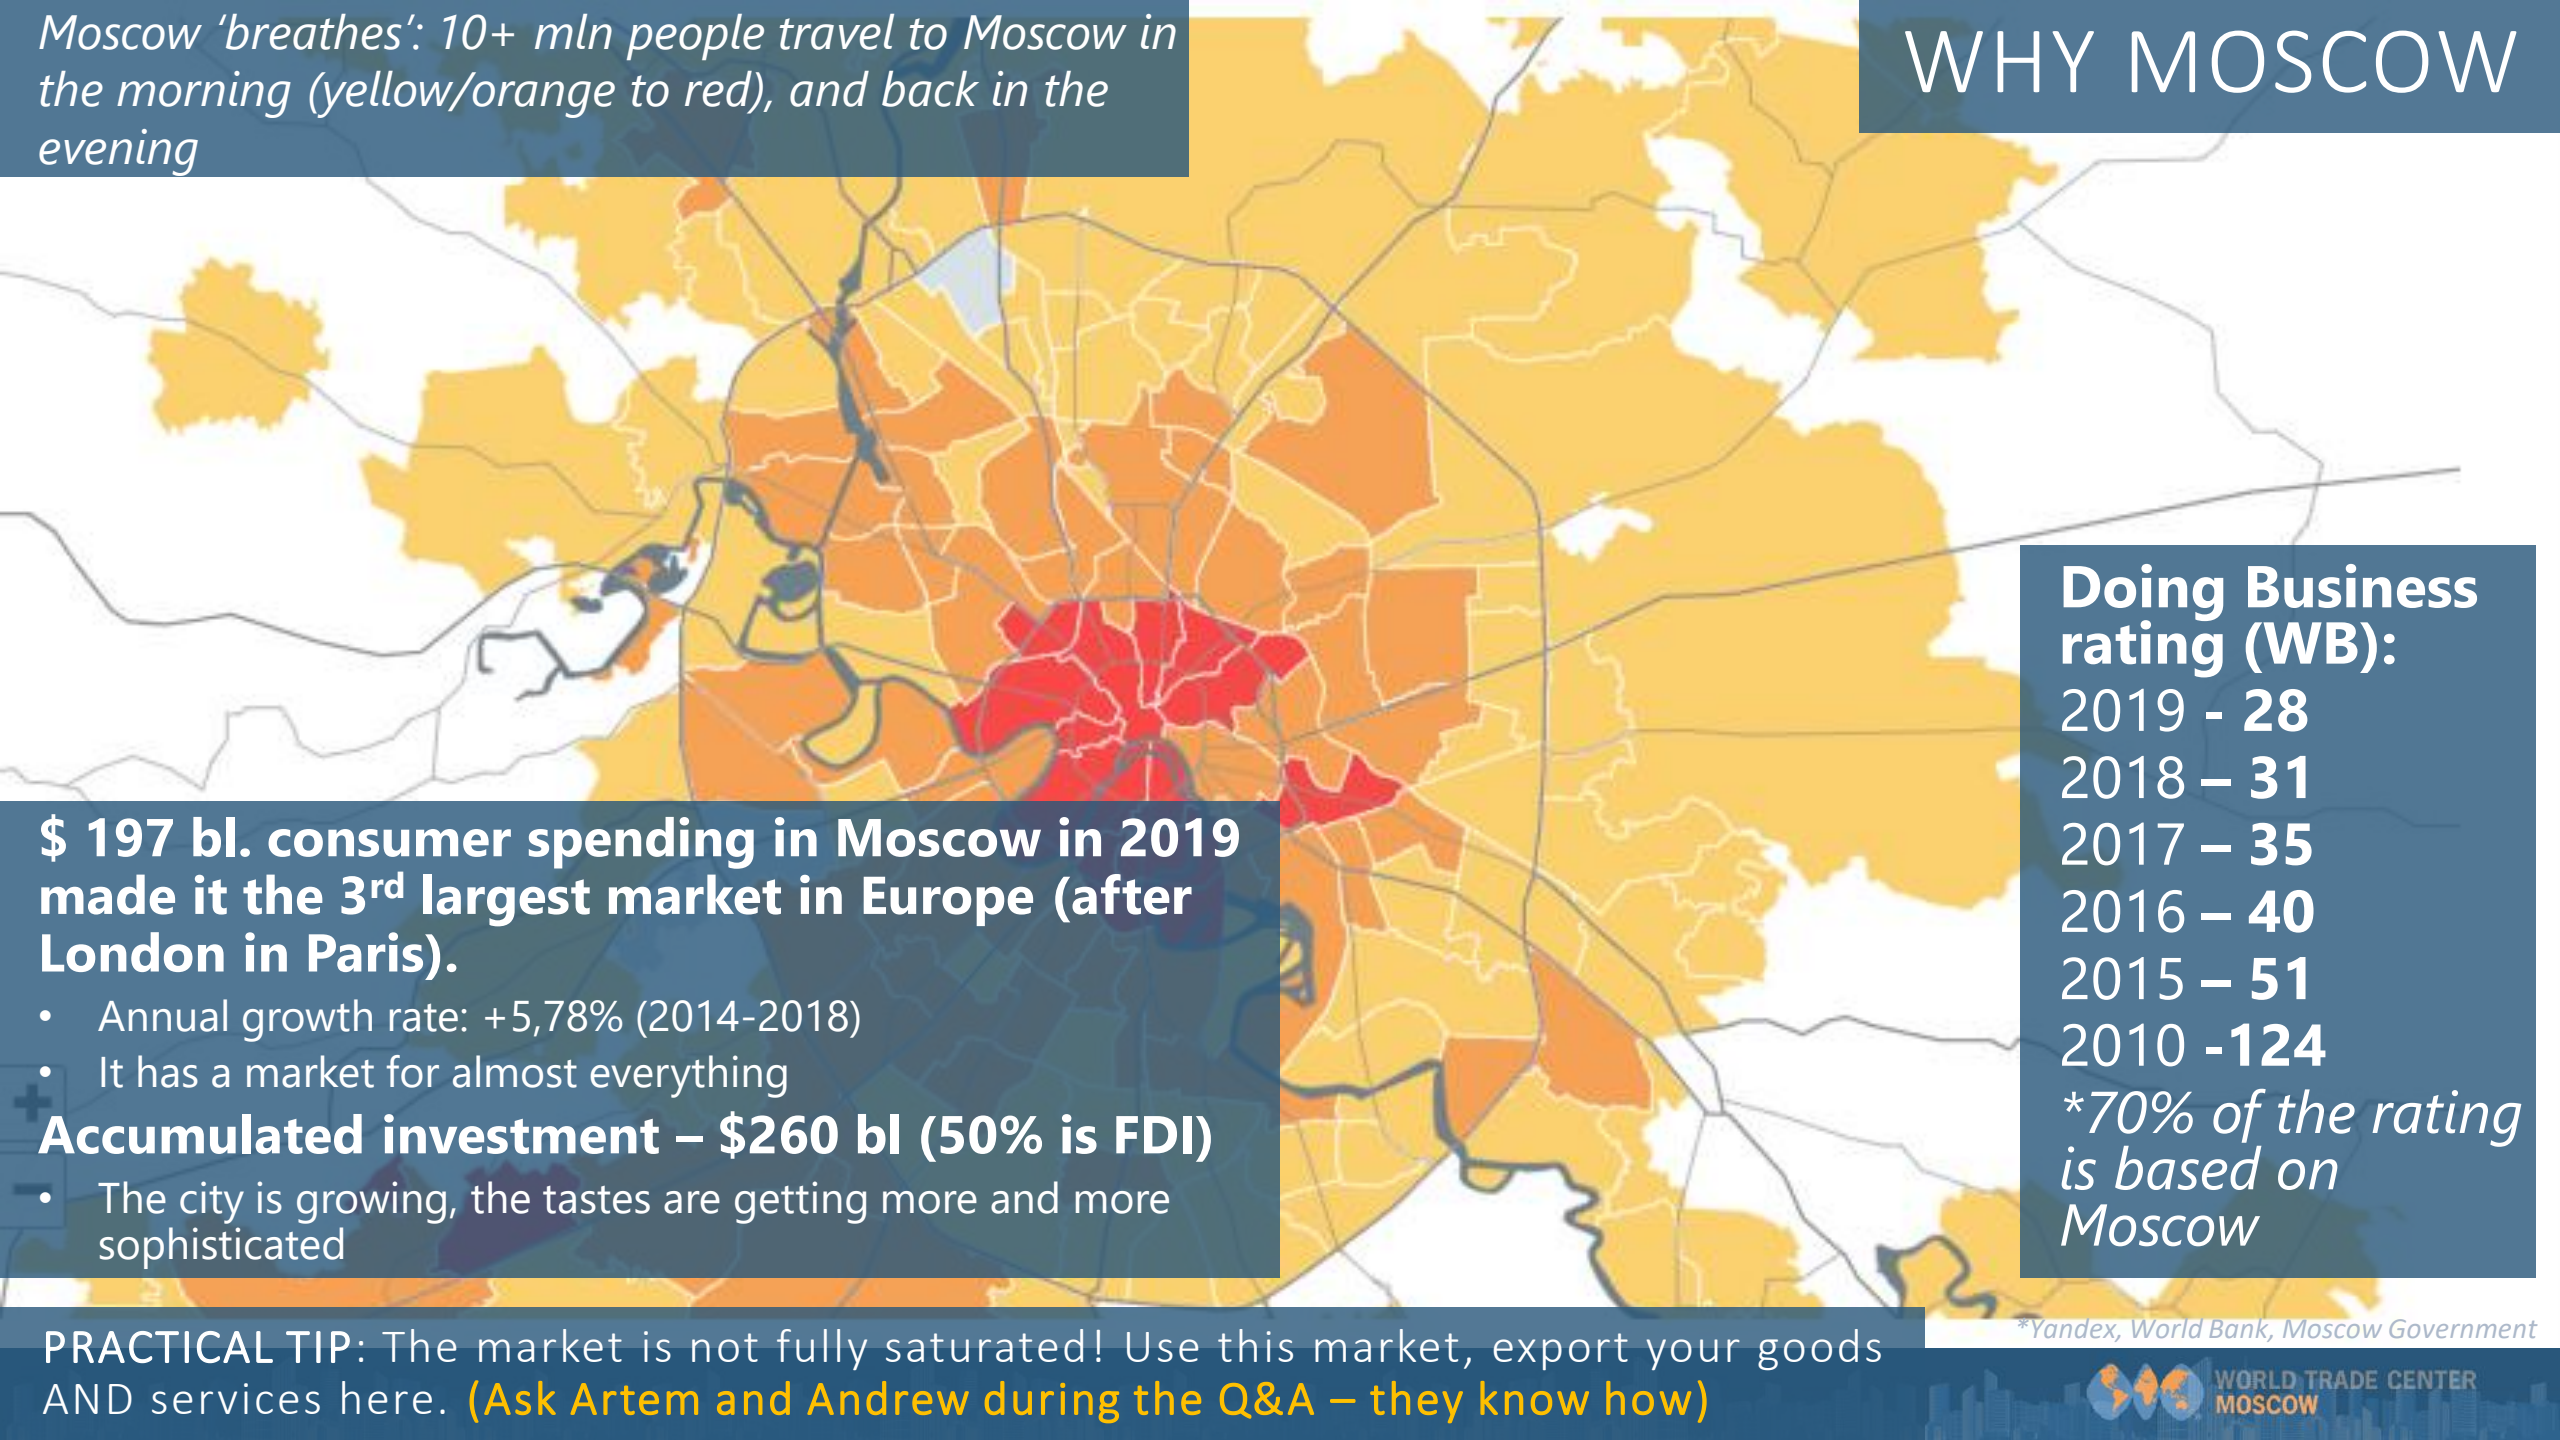 Moscow ‘breathes’: 10+ mln people travel to Moscow in
the morning (yellow/orange to red), and back in the
evening
WHY MOSCOW
$ 197 bl. consumer spending in Moscow in 2019
made it the 3rd largest market in Europe (after
London in Paris).
• Annual growth rate: +5,78% (2014-2018)
• It has a market for almost everything
Accumulated investment – $260 bl (50% is FDI)
• The city is growing, the tastes are getting more and more
sophisticated
Doing Business
rating (WB):
2019 - 28
2018 – 31
2017 – 35
2016 – 40
2015 – 51
2010 -124
*70% of the rating
is based on
Moscow
*Yandex, World Bank, Moscow Government
PRACTICAL TIP: The market is not fully saturated! Use this market, export your goods
AND services here. (Ask Artem and Andrew during the Q&A – they know how)
WORLD TRADE CENTER
MOSCOW